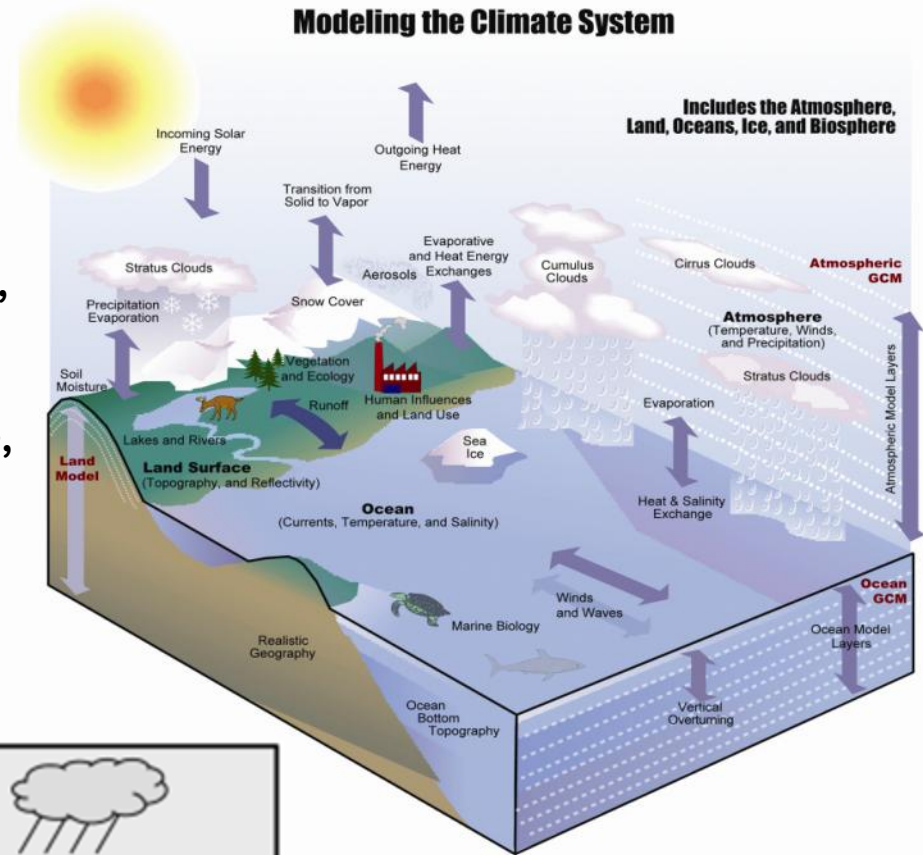 Modeling the Climate System
Includes the Atmosphere,
Land, Oceans, Ice, and Biosphere
Incoming Solar
Energy
Outgoing Heat
Energy
Transition from
Solid to Vapor
Evaporative
and Heat Energy
Exchanges
Stratus Clouds
Aerosols
Cumulus
Clouds
Cirrus Clouds
Atmospheric
GCM
Precipitation
Evaporation
Snow Cover
Atmosphere
(Temperature, Winds,
and Precipitation)
,
Soil
Moisture
Vegetation
and Ecology
Human Influences
and Land Use
Stratus Clouds
Runoff
Evaporation
Atmospheric Model Layers
Lakes and Rivers
,
Land
Model
Land Surface
(Topography, and Reflectivity)
Sea
Ice
Ocean
(Currents, Temperature, and Salinity)
Heat & Salinity
Exchange
Winds
and Waves
Ocean
GCM
Marine Biology
Ocean Model
Layers
Realistic
Geography
Ocean
Bottom
Topography
Vertical
Overturning